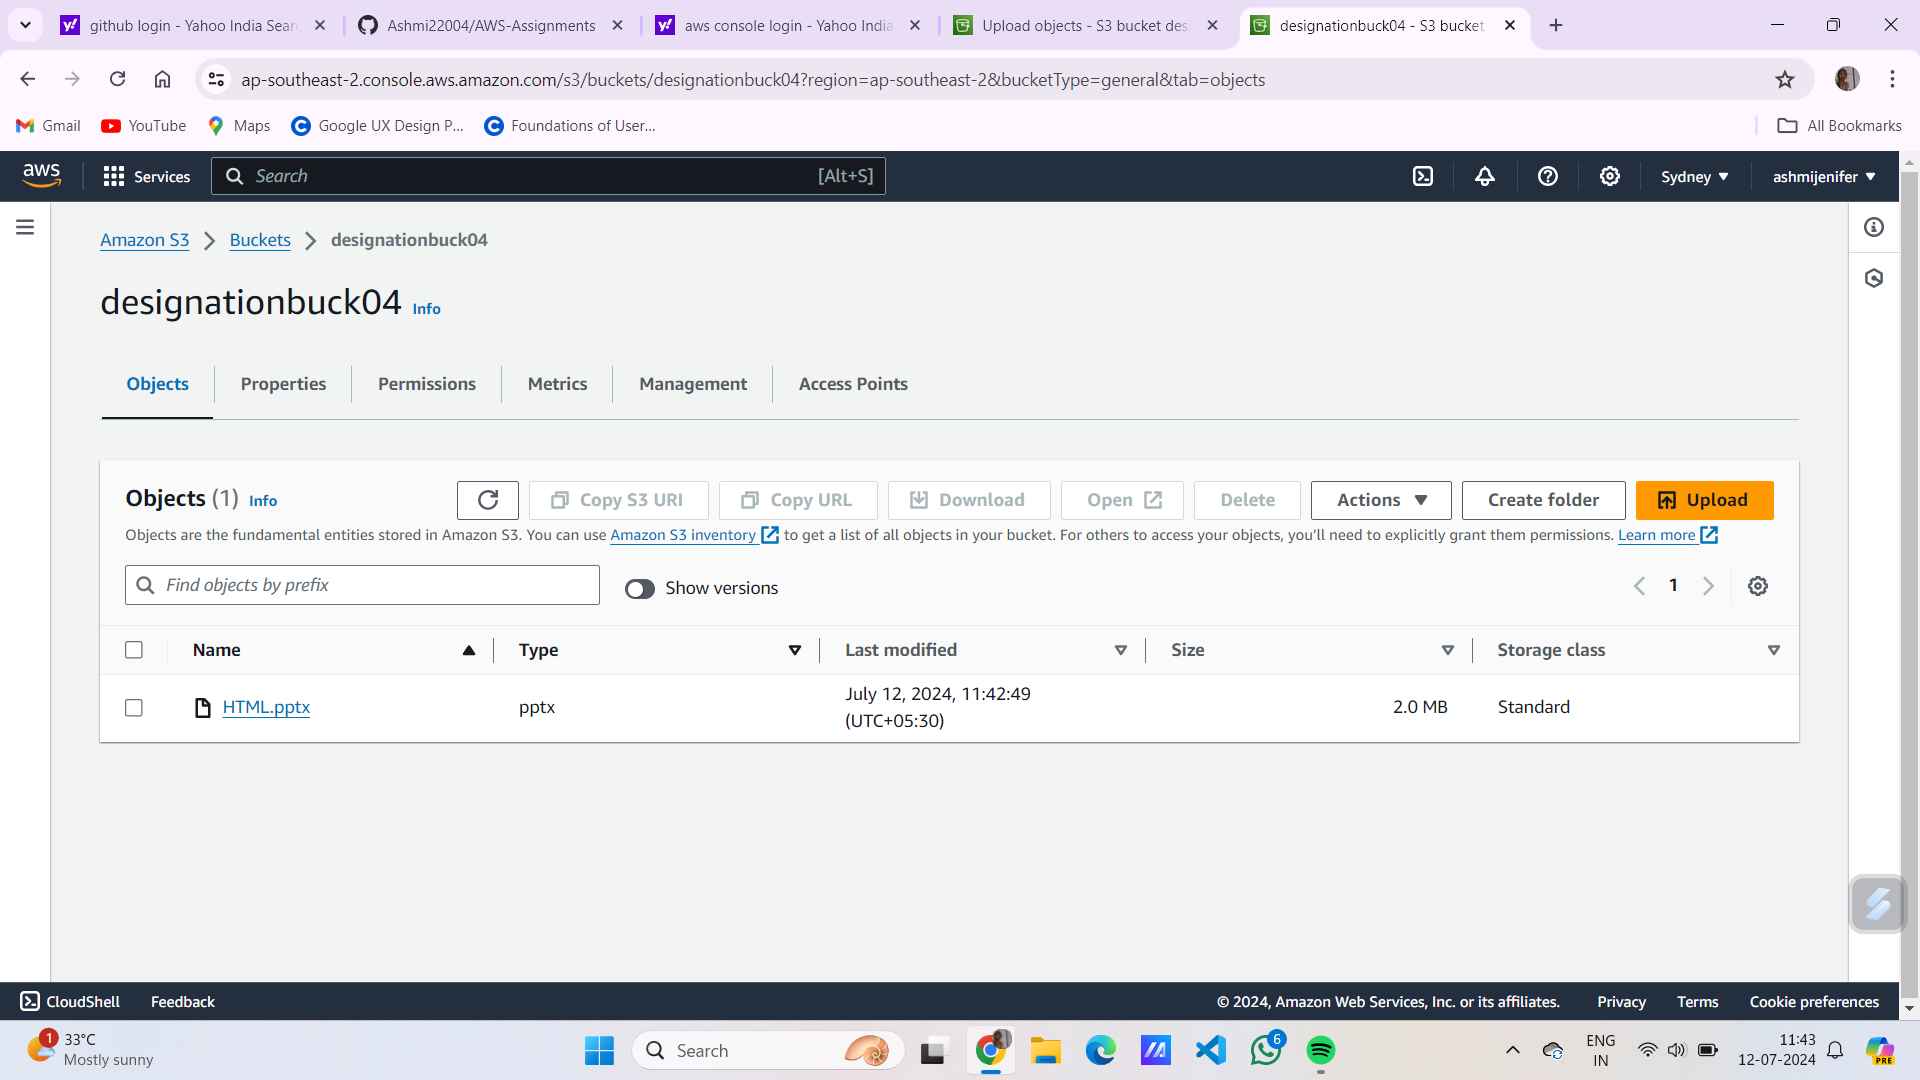 github login - Yahoo India Sear
Ashmi22004/AWS-Assignments
aws console login - Yahoo India
Upload objects - S3 bucket des
designationbuck04 - S3 bucket
ap-southeast-2.console.aws.amazon.com/s3/buckets/designationbuck04?region=ap-southeast-2&bucketType=general&tab=objects
Gmail
YouTube
Maps
Google UX Design P...
Foundations of User...
All Bookmarks
aws
Services
Search
[Alt+S]
Sydney
ashmijenifer
Amazon S3
Buckets
designationbuck04
designationbuck04 Info
Objects
Properties
Permissions
Metrics
Management
Access Points
Objects (1) Info
Copy S3 URI
Copy URL
Download
Open
Delete
Actions
Create folder
Upload
Objects are the fundamental entities stored in Amazon S3. You can use Amazon S3 inventory to get a list of all objects in your bucket. For others to access your objects, you'll need to explicitly grant them permissions. Learn more
Find objects by prefix
Show versions
1
Name
Type
Last modified
Size
Storage class
HTML.pptx
pptx
July 12, 2024, 11:42:49
(UTC+05:30)
2.0 MB
Standard
CloudShell
Feedback
© 2024, Amazon Web Services, Inc. or its affiliates.
Privacy
Terms
Cookie preferences
1
33°C
Mostly sunny
Search
6
ENG
IN
11:43
12-07-2024
PRE